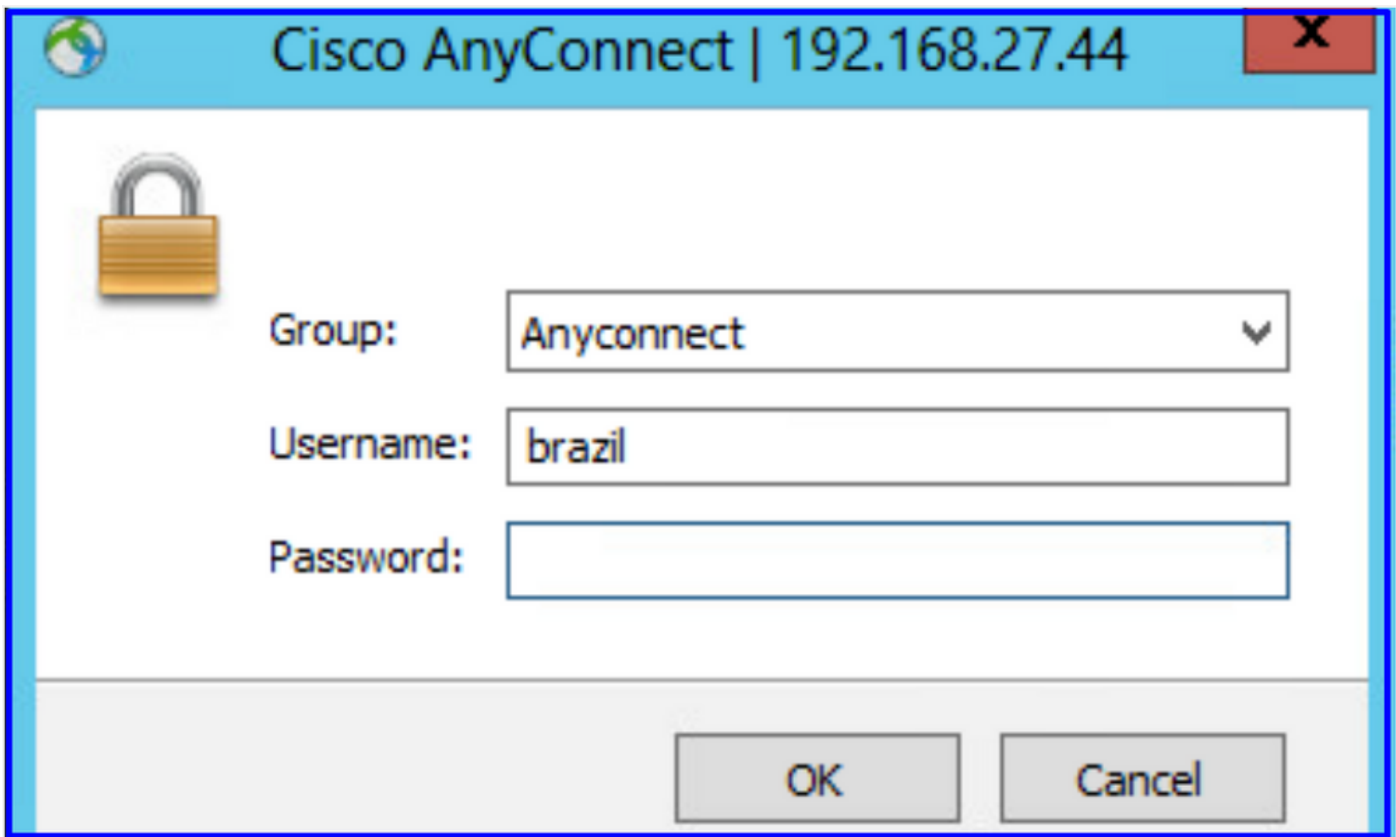 Cisco AnyConnect | 192.168.27.44
x
Group: Anyconnect
Username: brazil
Password:
OK Cancel